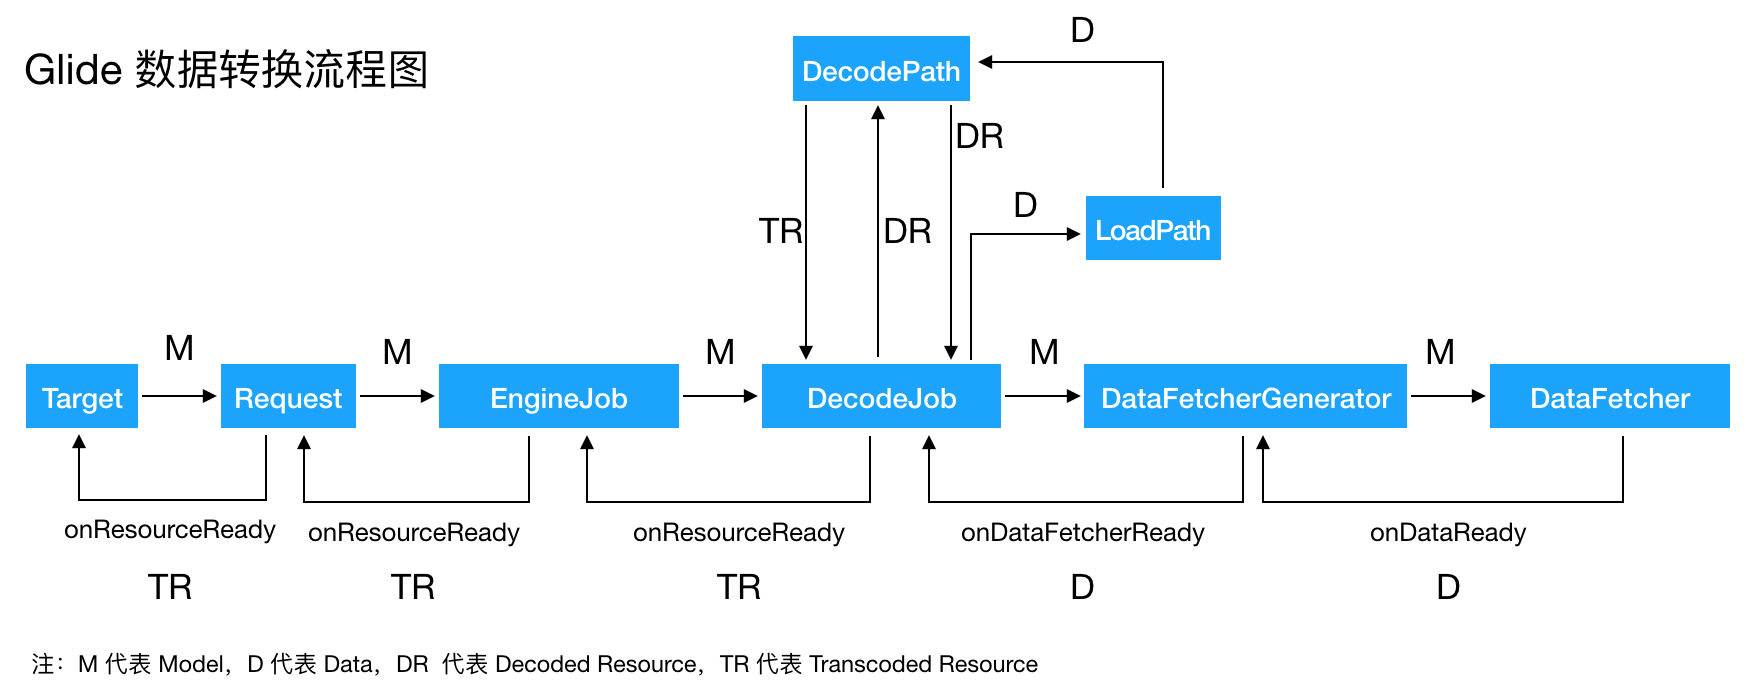 Glide 数据转换流程图
D
DecodePath
DR
D
TR
DR
LoadPath
M
M
M
M
M
Target
Request
EngineJob
DecodeJob
DataFetcherGenerator
DataFetcher
onResourceReady
onResourceReady
onResourceReady
onDataFetcherReady
onDataReady
TR
TR
TR
D
D
注：M 代表 Model，D 代表 Data，DR 代表 Decoded Resource，TR 代表 Transcoded Resource